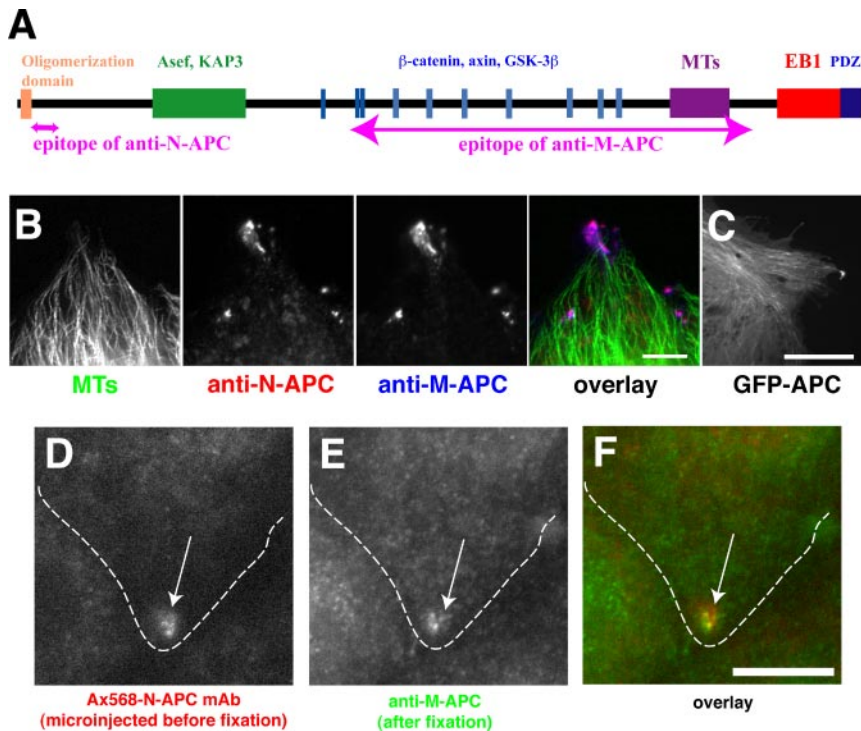 A
Oligomerization
domain
Asef, KAP3
β-catenin, axin, GSK-3β
MTs
EB1
PDZ
epitope of anti-N-APC
epitope of anti-M-APC
B
C
MTs
anti-N-APC
anti-M-APC
overlay
GFP-APC
D
E
F
Ax568-N-APC mAb
(microinjected before fixation)
anti-M-APC
(after fixation)
overlay